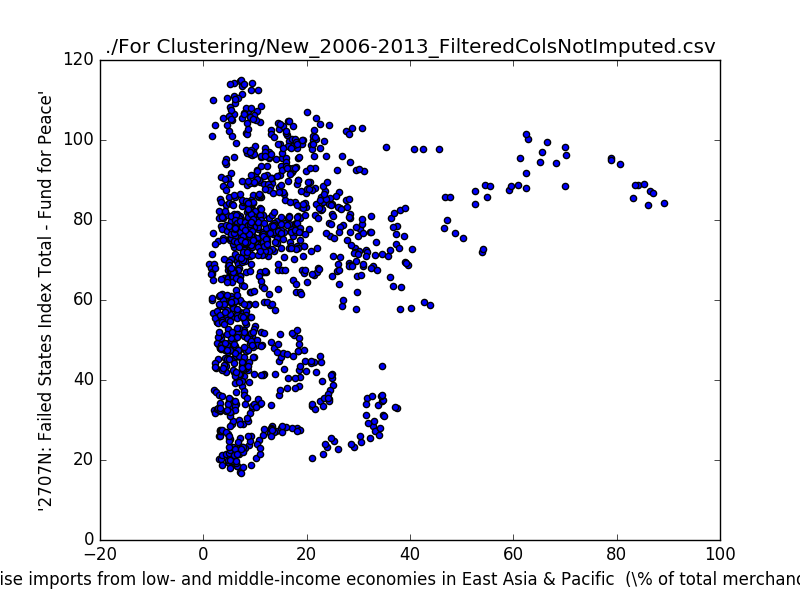 ./For Clustering/New_2006-2013_FilteredColsNotImputed.csv
120
100
80
60
40
20
0
'2707N: Failed States Index Total - Fund for Peace'
−20 0 20 40 60 80 100
imports from low- and middle-income economies in East Asia & Pacific (\% of total